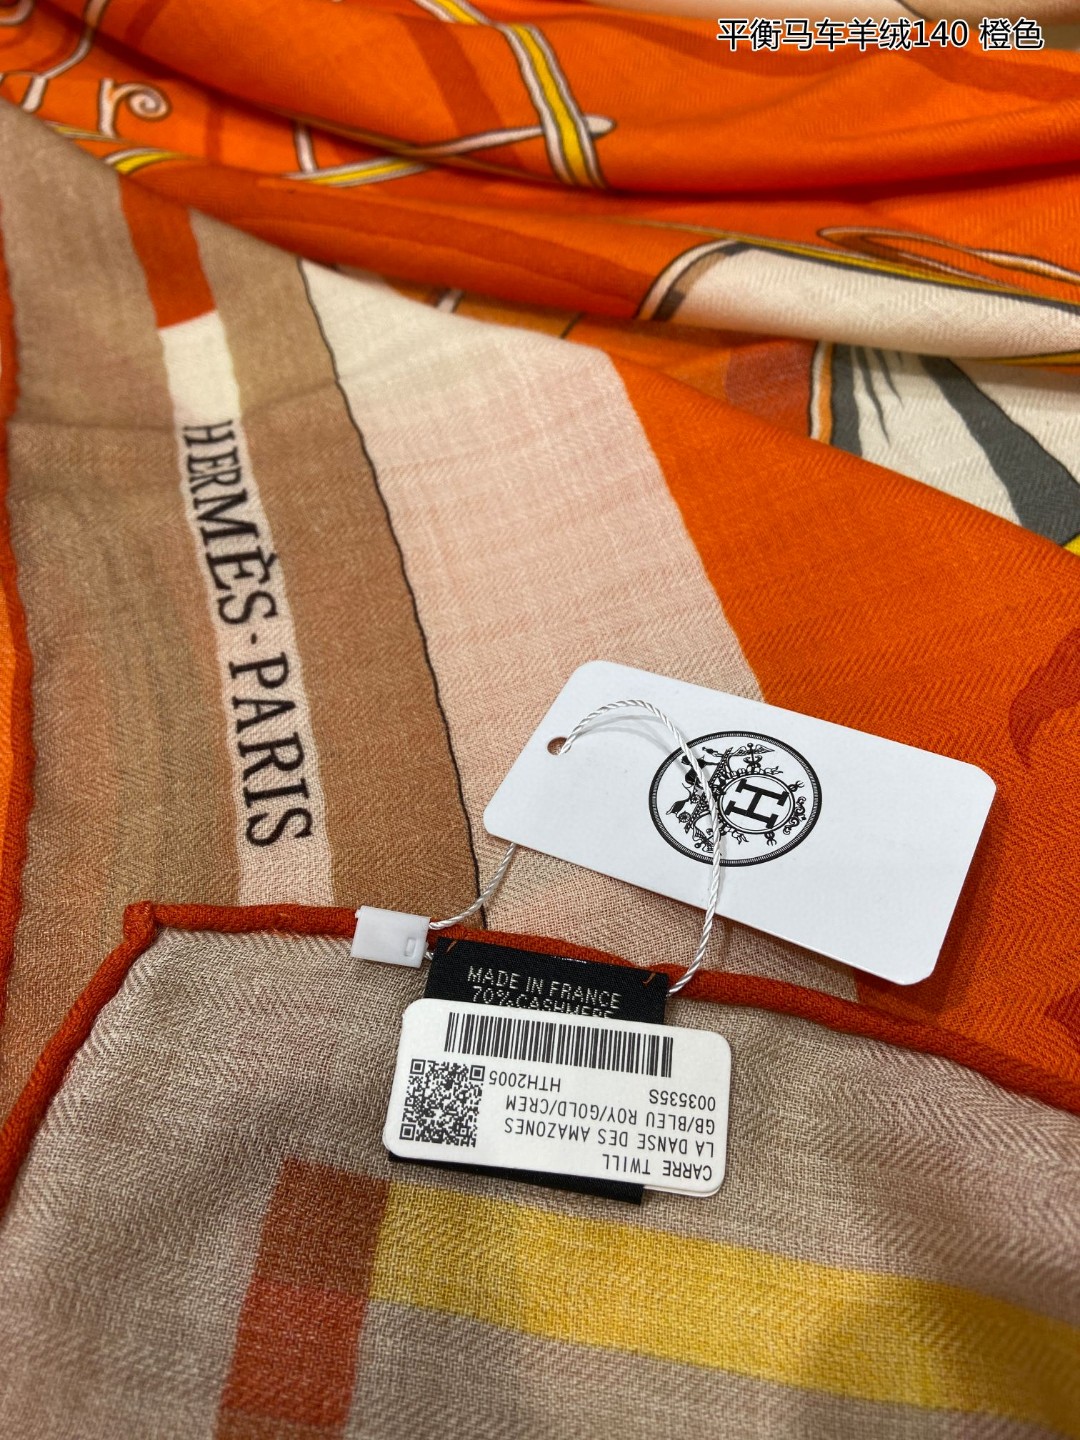 平衡马车羊绒140 橙色
HERMÈS·PARIS
H
MADE IN FRANCE
70% CASHMERE
CARRE TWILL
LA DANSE DES AMAZONES
GB/BLEU ROY/GOLD/CREM
003535S HTH2005